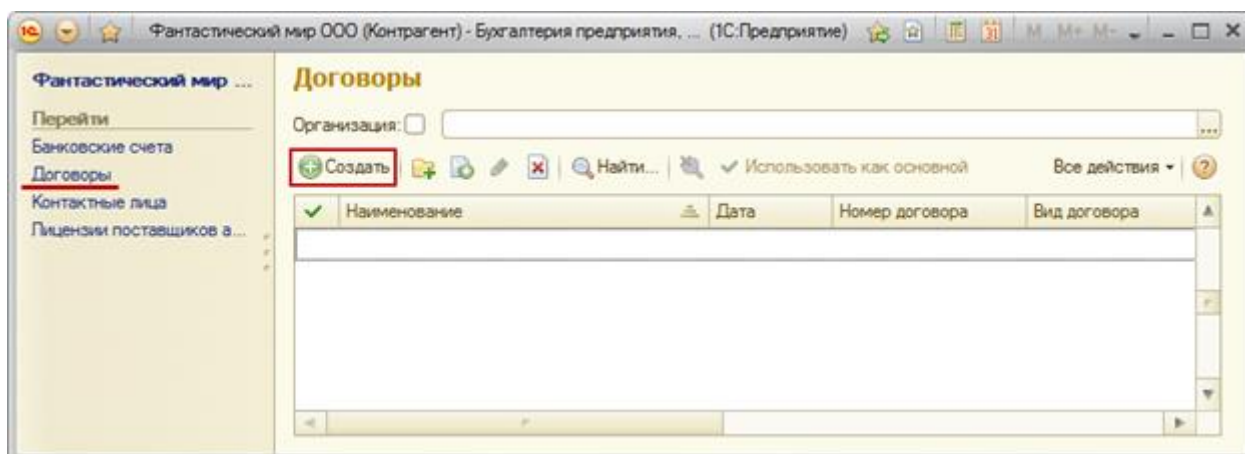 Фантастический мир ООО (Контрагент) - Бухгалтерия предприятия, ... (1С:Предприятие) M M+ M-
Фантастический мир ...
Перейти
Банковские счета
Договоры
Контактные лица
Лицензии поставщиков а...
Договоры
Организация:
...
Создать Найти... Использовать как основной Все действия ?
Наименование Дата Номер договора Вид договора